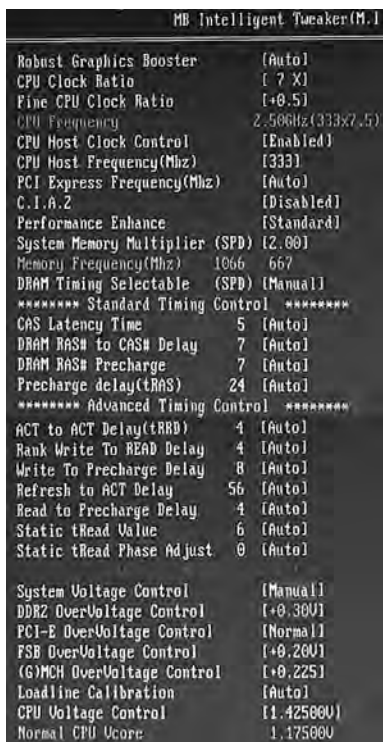 MB Intelligent Tweaker(M.I
Robust Graphics Booster [Auto]
CPU Clock Ratio [ 7 X]
Fine CPU Clock Ratio [+0.5]
CPU Frequency 2.50GHz(333x7.5)
CPU Host Clock Control [Enabled]
CPU Host Frequency(Mhz) [333]
PCI Express Frequency(Mhz) [Auto]
C.I.A.2 [Disabled]
Performance Enhance [Standard]
System Memory Multiplier (SPD) [2.00]
Memory Frequency(Mhz) 1066 667
DRAM Timing Selectable (SPD) [Manual]
******** Standard Timing Control ********
CAS Latency Time 5 [Auto]
DRAM RAS# to CAS# Delay 7 [Auto]
DRAM RAS# Precharge 7 [Auto]
Precharge delay(tRAS) 24 [Auto]
******** Advanced Timing Control ********
ACT to ACT Delay(tRRD) 4 [Auto]
Rank Write To READ Delay 4 [Auto]
Write To Precharge Delay 8 [Auto]
Refresh to ACT Delay 56 [Auto]
Read to Precharge Delay 4 [Auto]
Static tRead Value 6 [Auto]
Static tRead Phase Adjust 0 [Auto]
System Voltage Control [Manual]
DDR2 OverVoltage Control [+0.30V]
PCI-E OverVoltage Control [Normal]
FSB OverVoltage Control [+0.20V]
(G)MCH OverVoltage Control [+0.225]
Loadline Calibration [Auto]
CPU Voltage Control [1.42500V]
Normal CPU Vcore 1.17500V